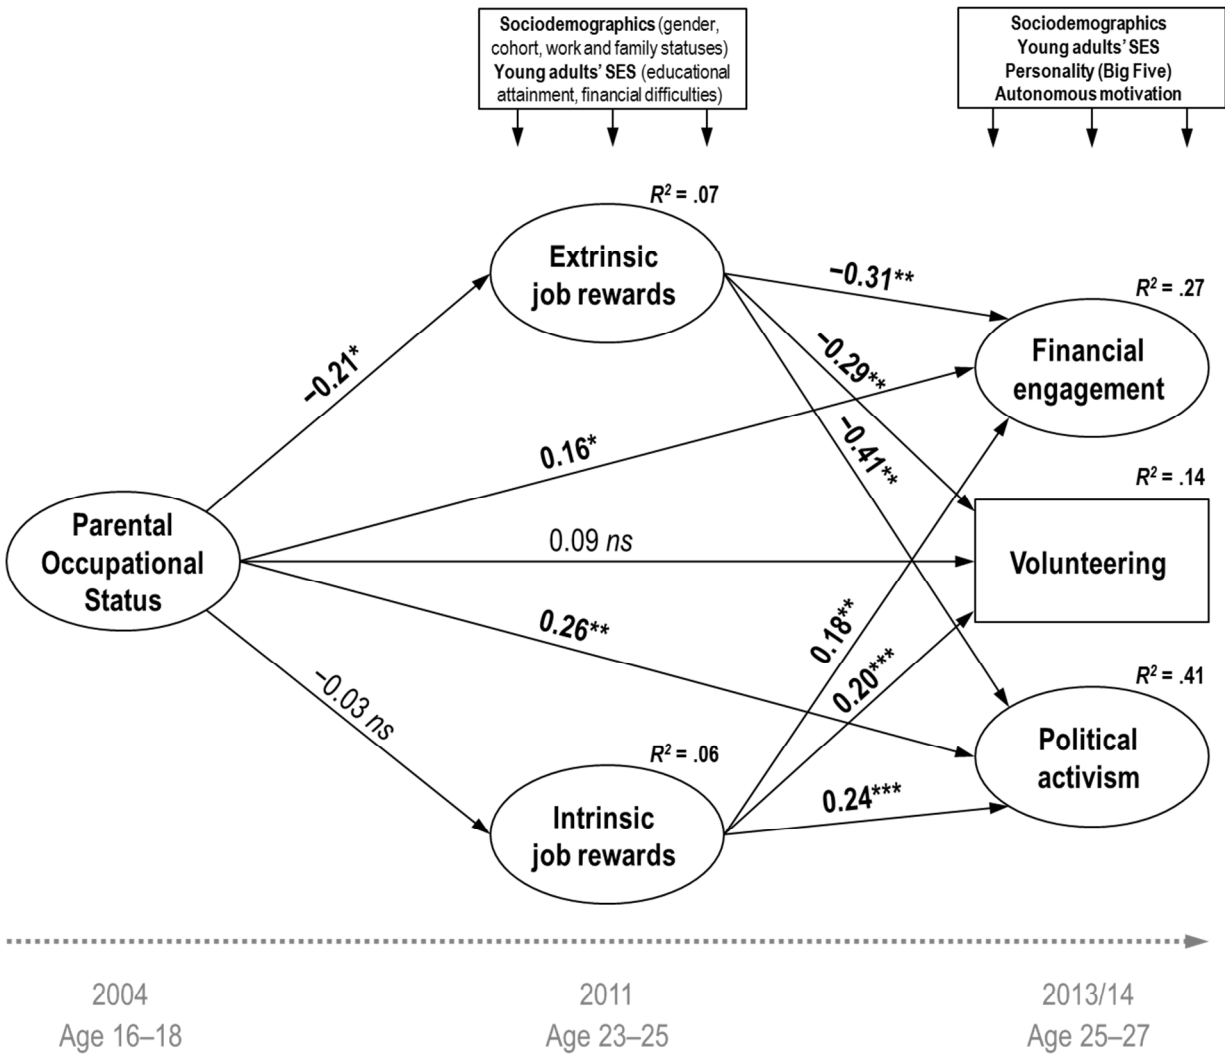 Sociodemographics (gender,
cohort, work and family statuses)
Young adults' SES (educational
attainment, financial difficulties)
Sociodemographics
Young adults' SES
Personality (Big Five)
Autonomous motivation
R² = .07
Extrinsic
job rewards
−0.31**
R² = .27
Financial
engagement
−0.21*
−0.29**
0.16*
−0.41**
R² = .14
Parental
Occupational
Status
0.09 ns
Volunteering
0.26**
0.18**
0.20***
−0.03 ns
R² = .41
Political
activism
R² = .06
Intrinsic
job rewards
0.24***
2004
Age 16–18
2011
Age 23–25
2013/14
Age 25–27